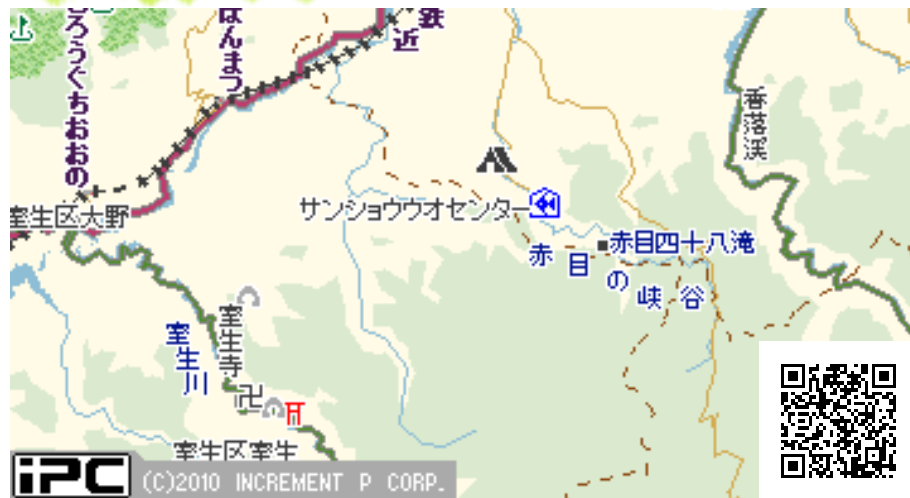 ろうぐちおおの
ほんまつ
鉄
近
香落渓
サンショウウオセンター
室生区大野
赤目四十八滝
赤目の峡谷
室生寺
室生川
室生区室生
iPC (C)2010 INCREMENT P CORP.